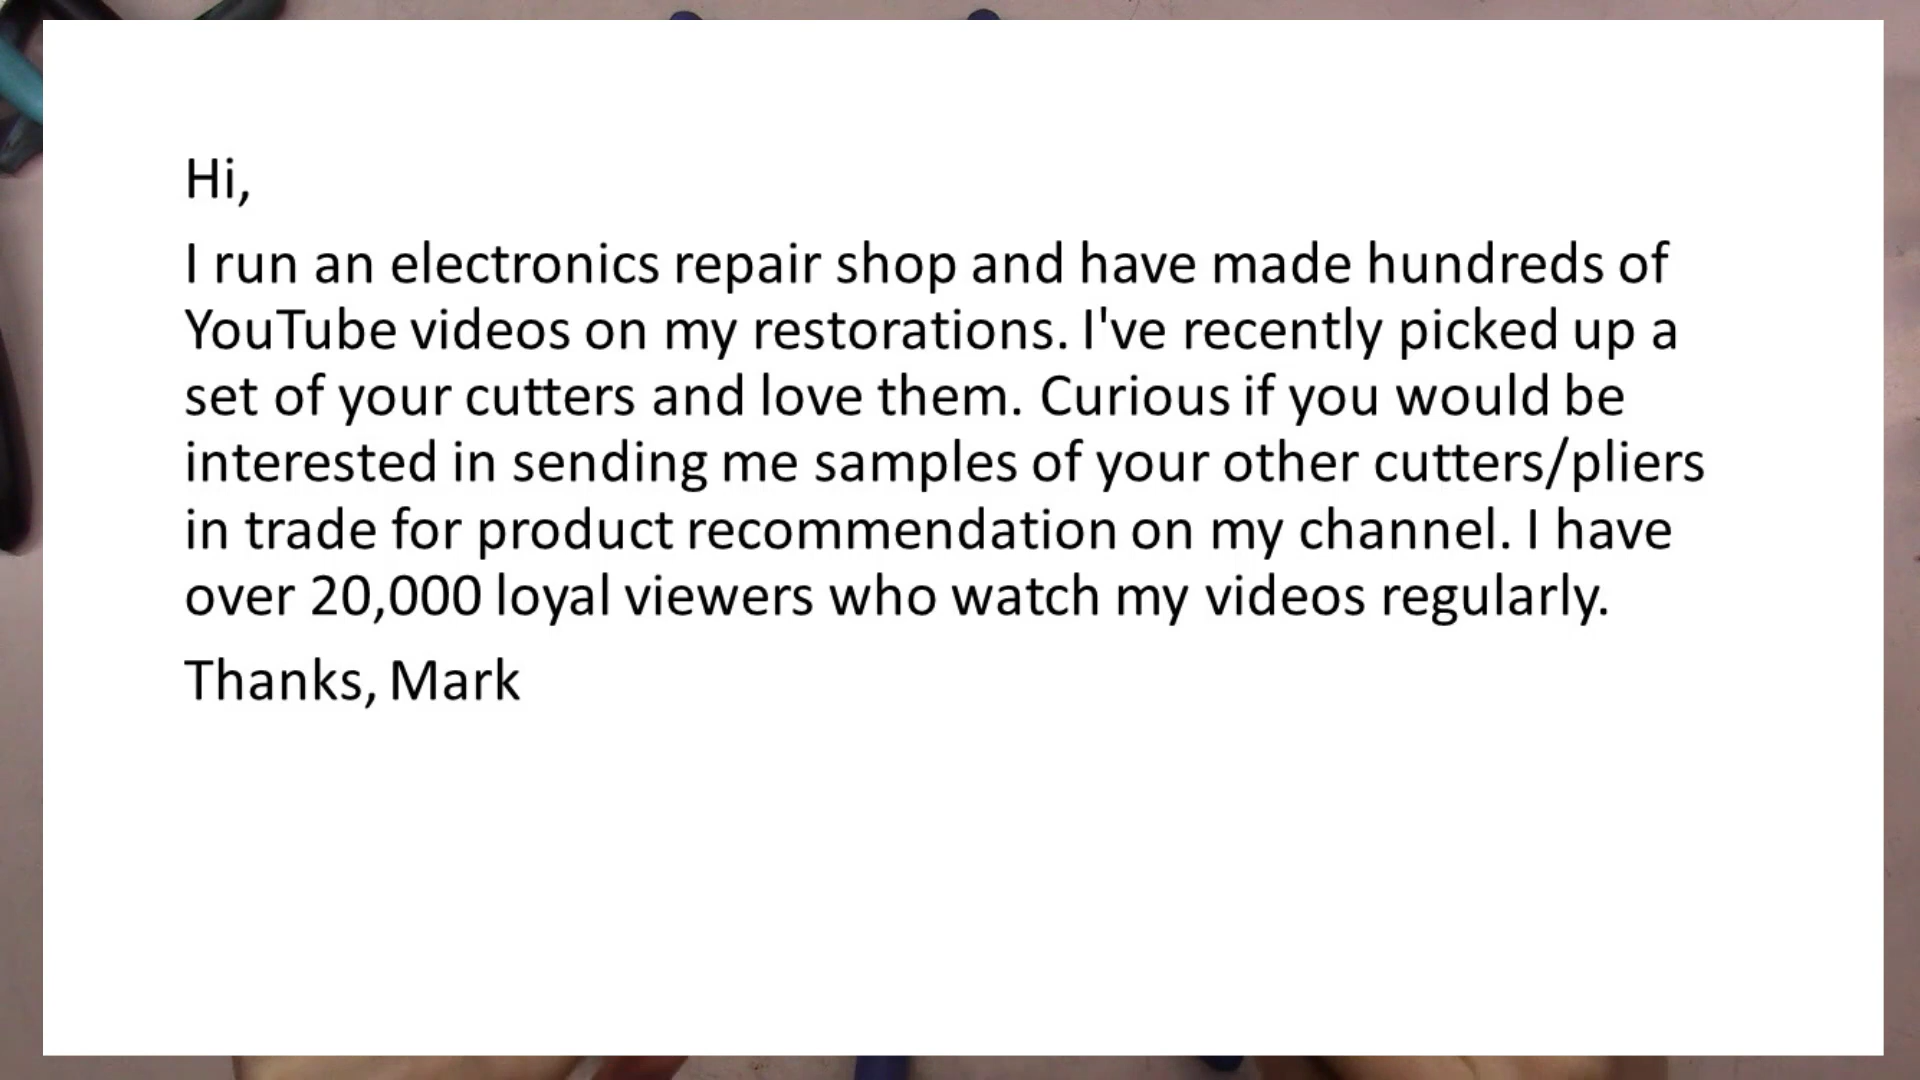 Hi,
I run an electronics repair shop and have made hundreds of
YouTube videos on my restorations. I've recently picked up a
set of your cutters and love them. Curious if you would be
interested in sending me samples of your other cutters/pliers
in trade for product recommendation on my channel. I have
over 20,000 loyal viewers who watch my videos regularly.
Thanks, Mark